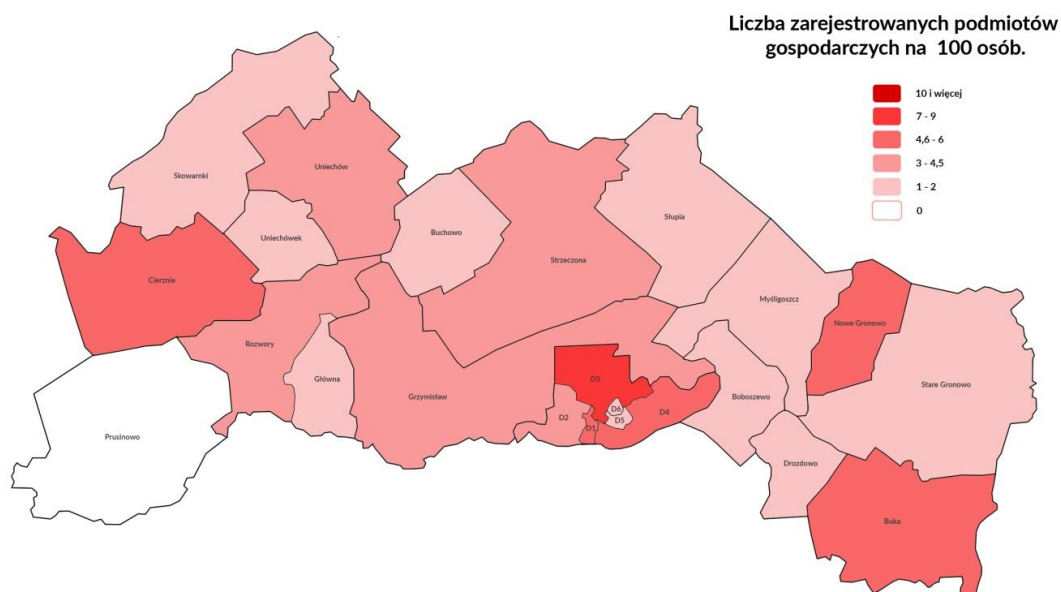 Liczba zarejestrowanych podmiotów
gospodarczych na 100 osób.
10 i więcej
7 - 9
4,6 - 6
3 - 4,5
1 - 2
0
Skowarnki
Uniechów
Uniechówek
Buchowo
Słupia
Strzeczona
Cierznie
Myśligoszcz
Nowe Gronowo
Rozwory
Główna
Grzymisław
D3
D2
D1
D6
D5
D4
Boboszewo
Stare Gronowo
Prusinowo
Drozdowo
Buka